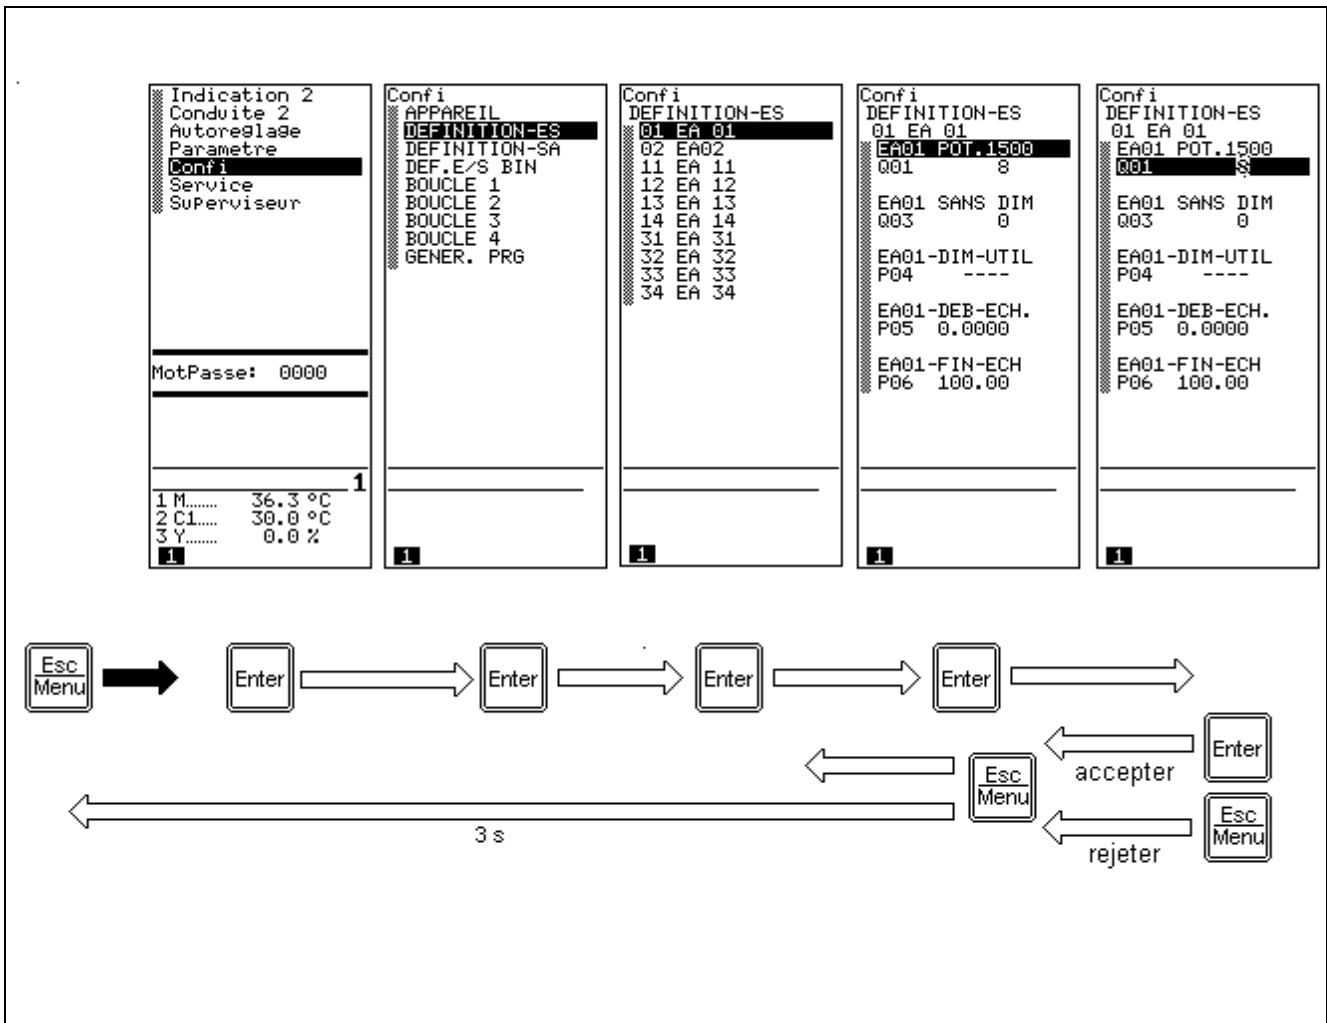 Indication 2
Conduite 2
Autoreglage
Parametre
Confi
Service
Superviseur
MotPasse: 0000
1
1 M....... 36.3 °C
2 C1..... 30.0 °C
3 Y....... 0.0 %
1
Confi
APPAREIL
DEFINITION-ES
DEFINITION-SA
DEF.E/S BIN
BOUCLE 1
BOUCLE 2
BOUCLE 3
BOUCLE 4
GENER. PRG
1
Confi
DEFINITION-ES
01 EA 01
02 EA02
11 EA 11
12 EA 12
13 EA 13
14 EA 14
31 EA 31
32 EA 32
33 EA 33
34 EA 34
1
Confi
DEFINITION-ES
01 EA 01
EA01 POT.1500
Q01 8
EA01 SANS DIM
Q03 0
EA01-DIM-UTIL
P04 ----
EA01-DEB-ECH.
P05 0.0000
EA01-FIN-ECH
P06 100.00
1
Confi
DEFINITION-ES
01 EA 01
EA01 POT.1500
Q01 8
EA01 SANS DIM
Q03 0
EA01-DIM-UTIL
P04 ----
EA01-DEB-ECH.
P05 0.0000
EA01-FIN-ECH
P06 100.00
1
Esc
Menu
Enter
Enter
Enter
Enter
Enter
accepter
Esc
Menu
3 s
Esc
Menu
rejeter